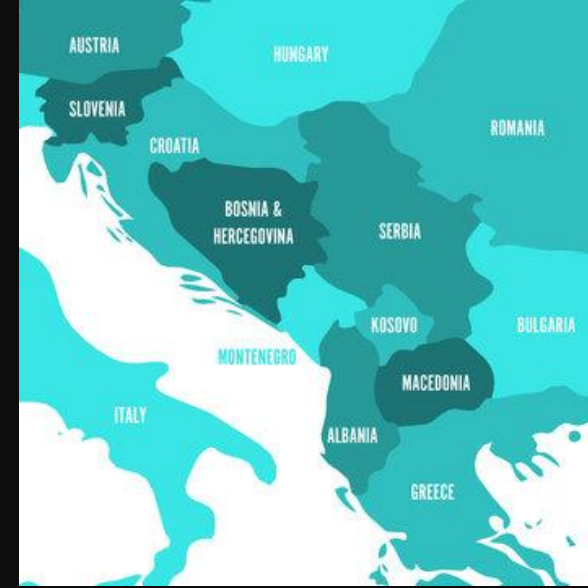 AUSTRIA
HUNGARY
SLOVENIA
ROMANIA
CROATIA
BOSNIA &
HERCEGOVINA
SERBIA
KOSOVO
BULGARIA
MONTENEGRO
MACEDONIA
ITALY
ALBANIA
GREECE